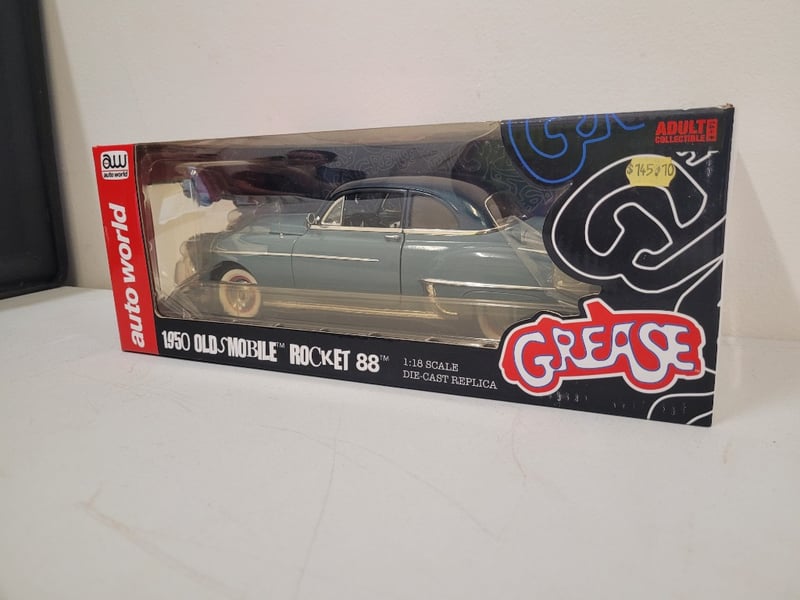 aw
auto world
auto world
1950 OLDSMOBILE™ ROCKET 88™
1:18 SCALE
DIE-CAST REPLICA
GREASE
ADULT
COLLECTIBLE
$145.10